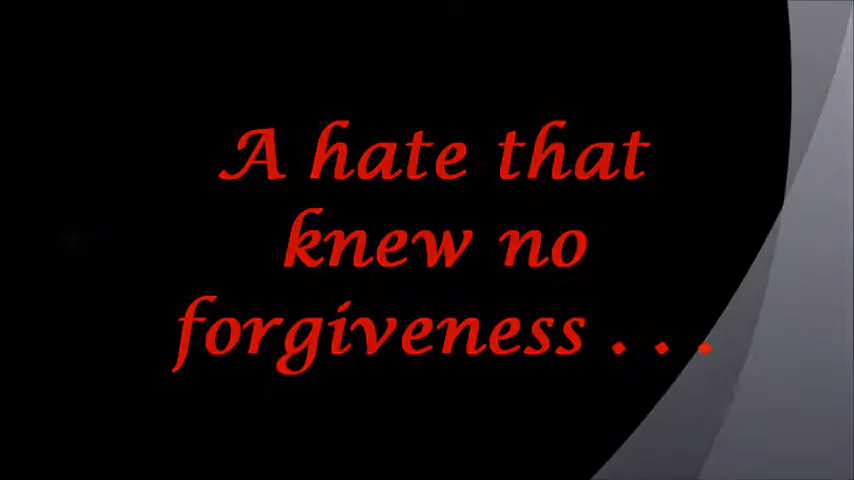 A hate that
knew no
forgiveness . . .